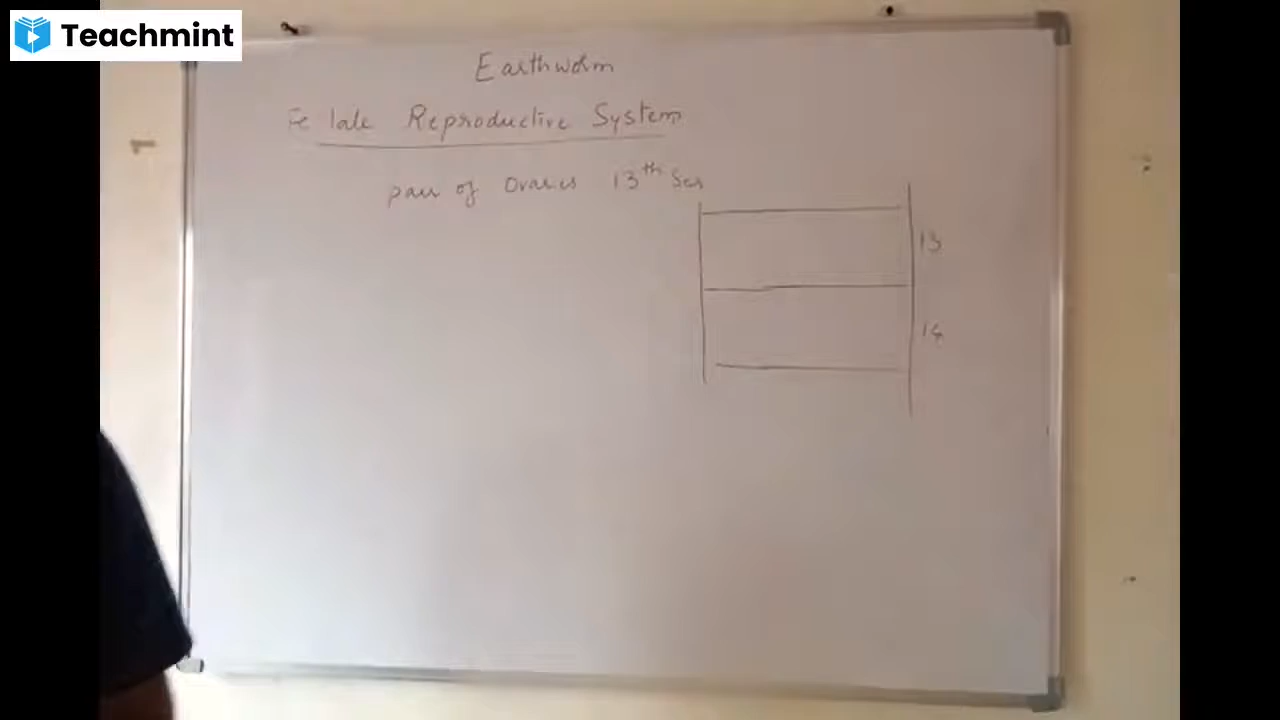 Teachmint
Earthworm
Female Reproductive System
pair of Ovaries 13th Seg
13
14